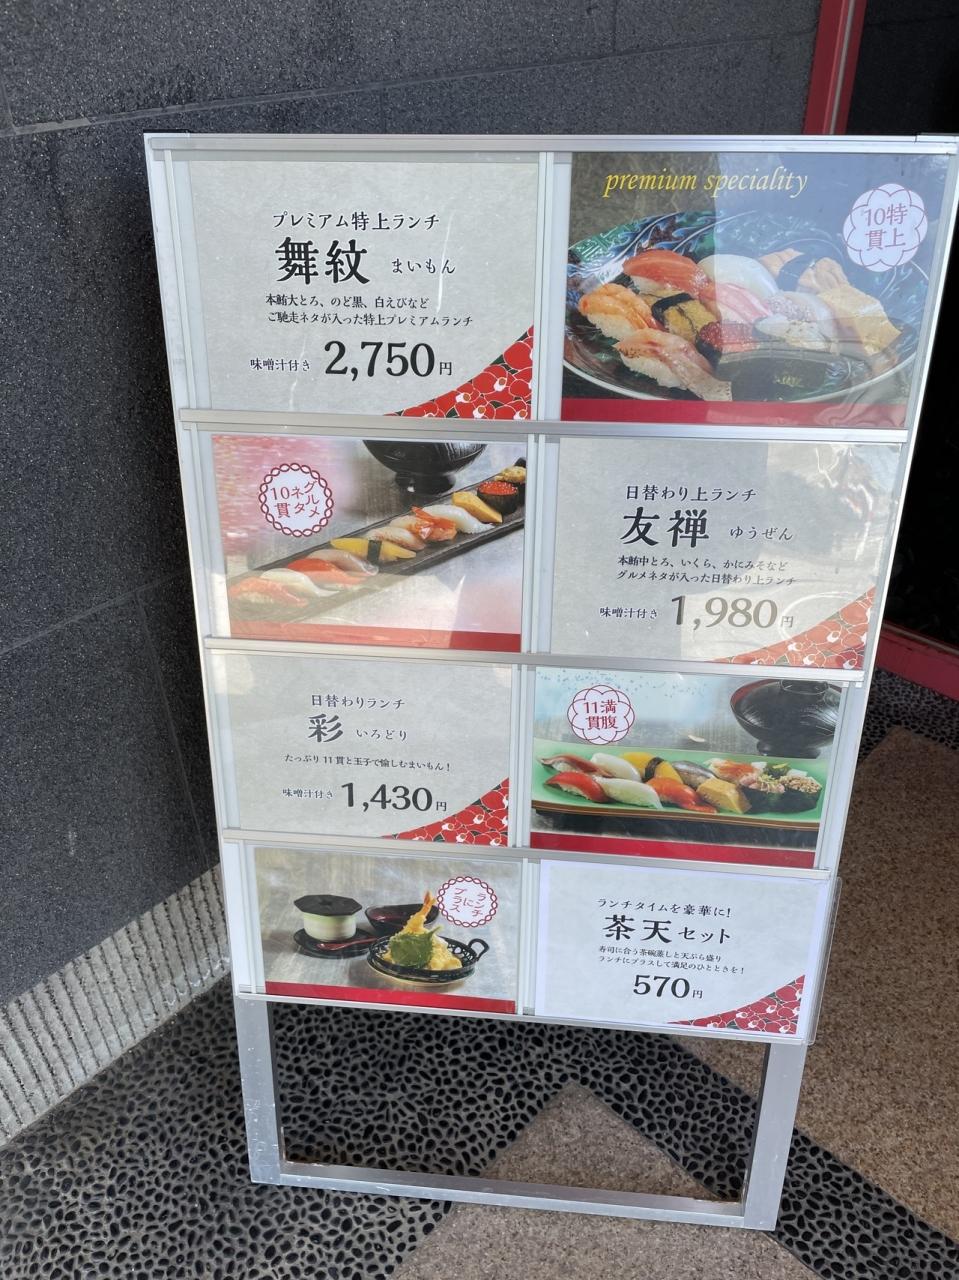 プレミアム特上ランチ
舞紋 まいもん
本鮪大とろ、のど黒、白えびなど
ご馳走ネタが入った特上プレミアムランチ
味噌汁付き 2,750円
premium speciality
特上
10貫
グルメ
ネタ
10貫
日替わり上ランチ
友禅 ゆうぜん
本鮪中とろ、いくら、かにみそなど
グルメネタが入った日替わり上ランチ
味噌汁付き 1,980円
日替わりランチ
彩 いろどり
たっぷり11貫と玉子で愉しむまいもん!
味噌汁付き 1,430円
満腹
11貫
ランチ
に
プラス
ランチタイムを豪華に!
茶天セット
寿司に合う茶碗蒸しと天ぷら盛り
ランチにプラスして満足のひとときを!
570円